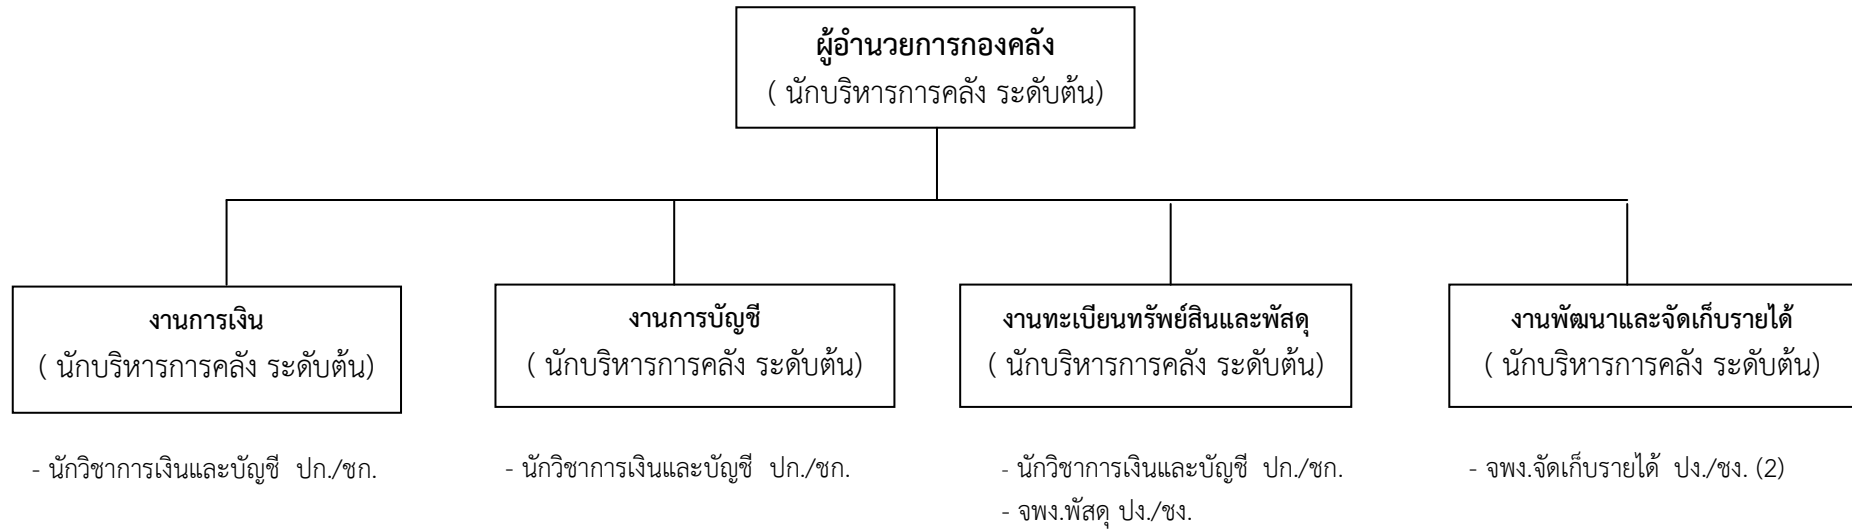 ผู้อำนวยการกองคลัง
( นักบริหารการคลัง ระดับต้น)
งานการเงิน
( นักบริหารการคลัง ระดับต้น)
- นักวิชาการเงินและบัญชี ปก./ชก.
งานการบัญชี
( นักบริหารการคลัง ระดับต้น)
- นักวิชาการเงินและบัญชี ปก./ชก.
งานทะเบียนทรัพย์สินและพัสดุ
( นักบริหารการคลัง ระดับต้น)
- นักวิชาการเงินและบัญชี ปก./ชก.
- จพง.พัสดุ ปง./ชง.
งานพัฒนาและจัดเก็บรายได้
( นักบริหารการคลัง ระดับต้น)
- จพง.จัดเก็บรายได้ ปง./ชง. (2)